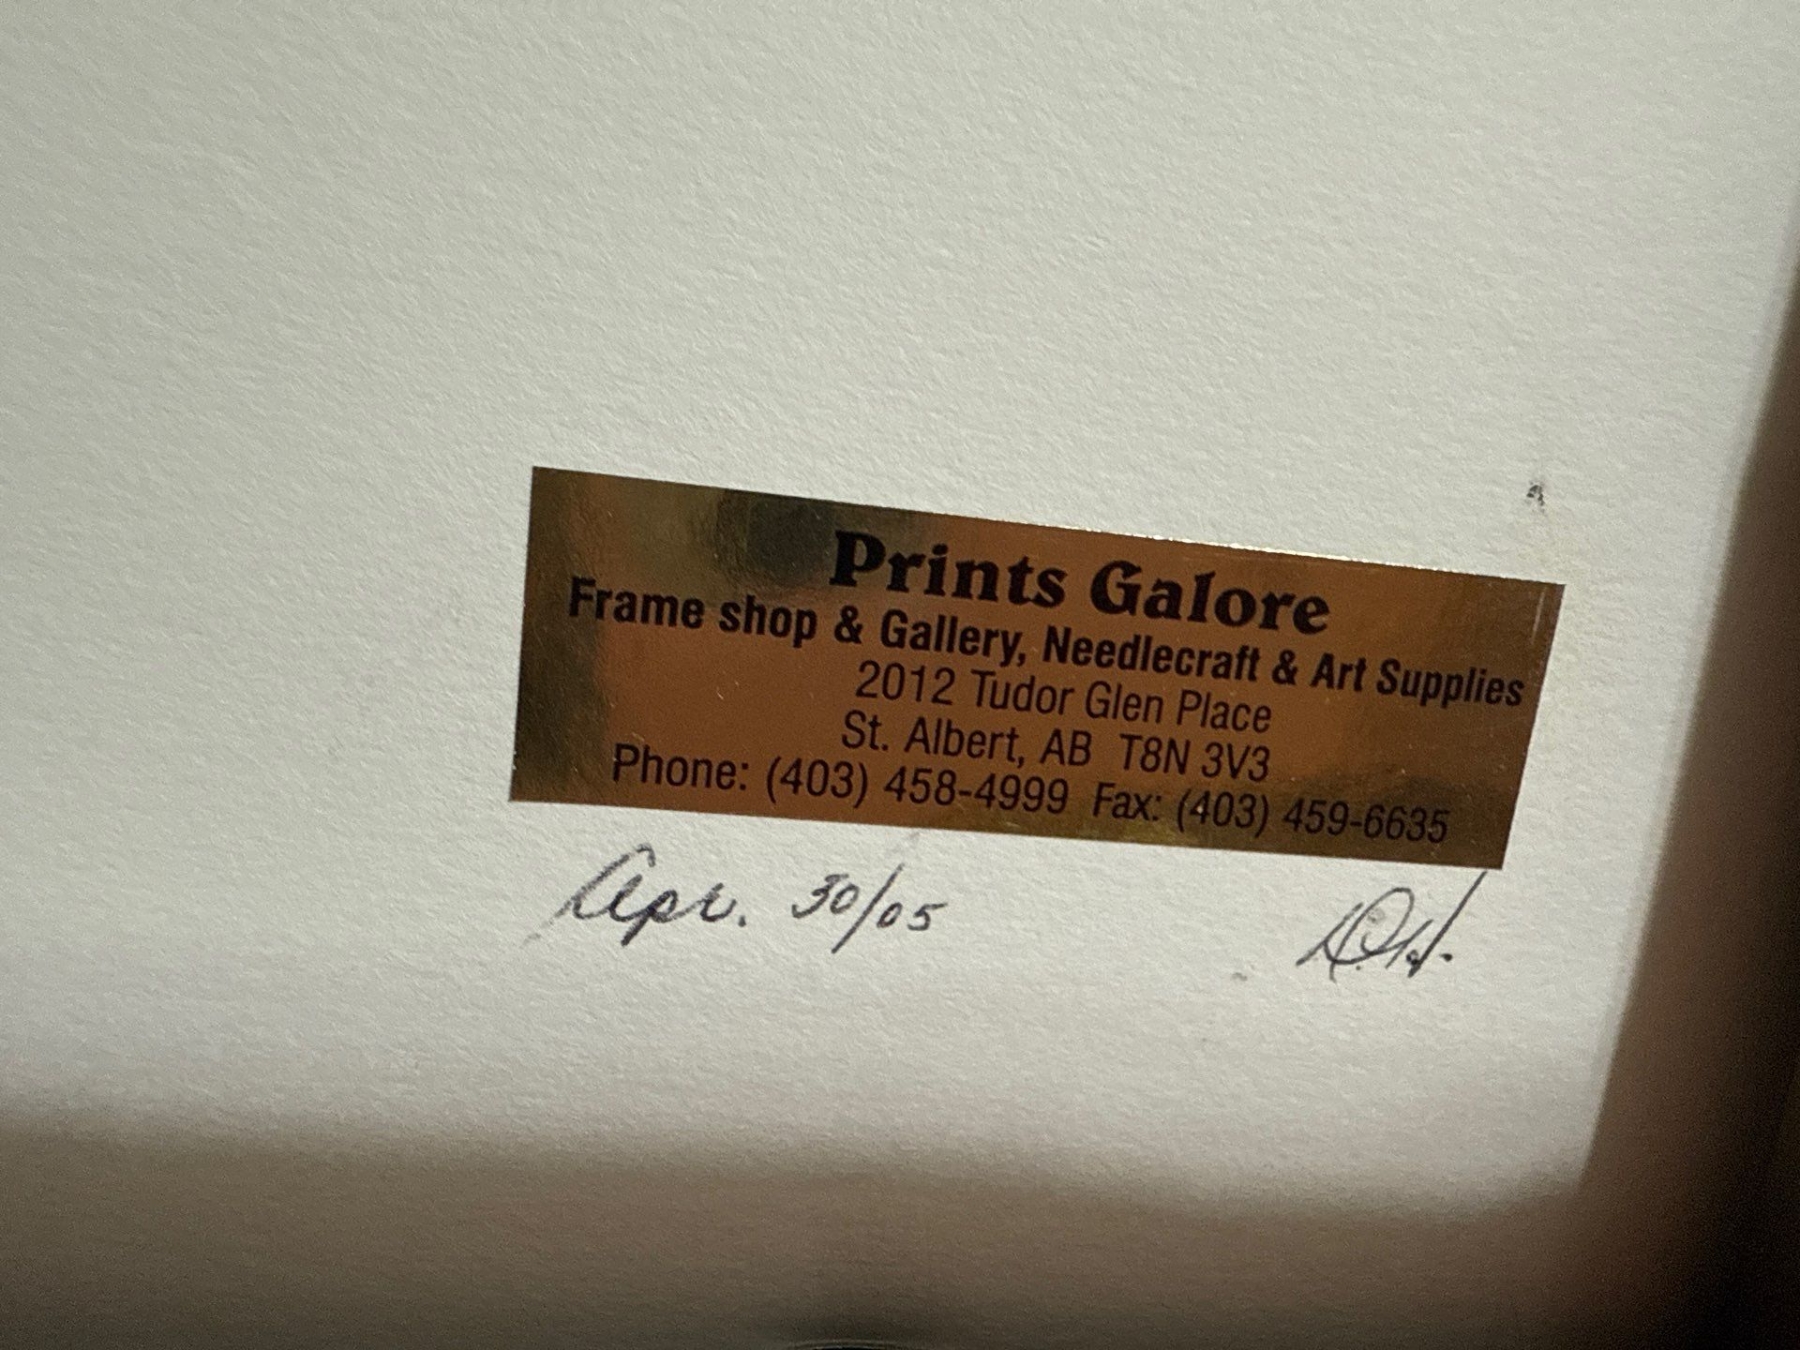 Prints Galore
Frame shop & Gallery, Needlecraft & Art Supplies
2012 Tudor Glen Place
St. Albert, AB T8N 3V3
Phone: (403) 458-4999 Fax: (403) 459-6635
Apr. 30/05